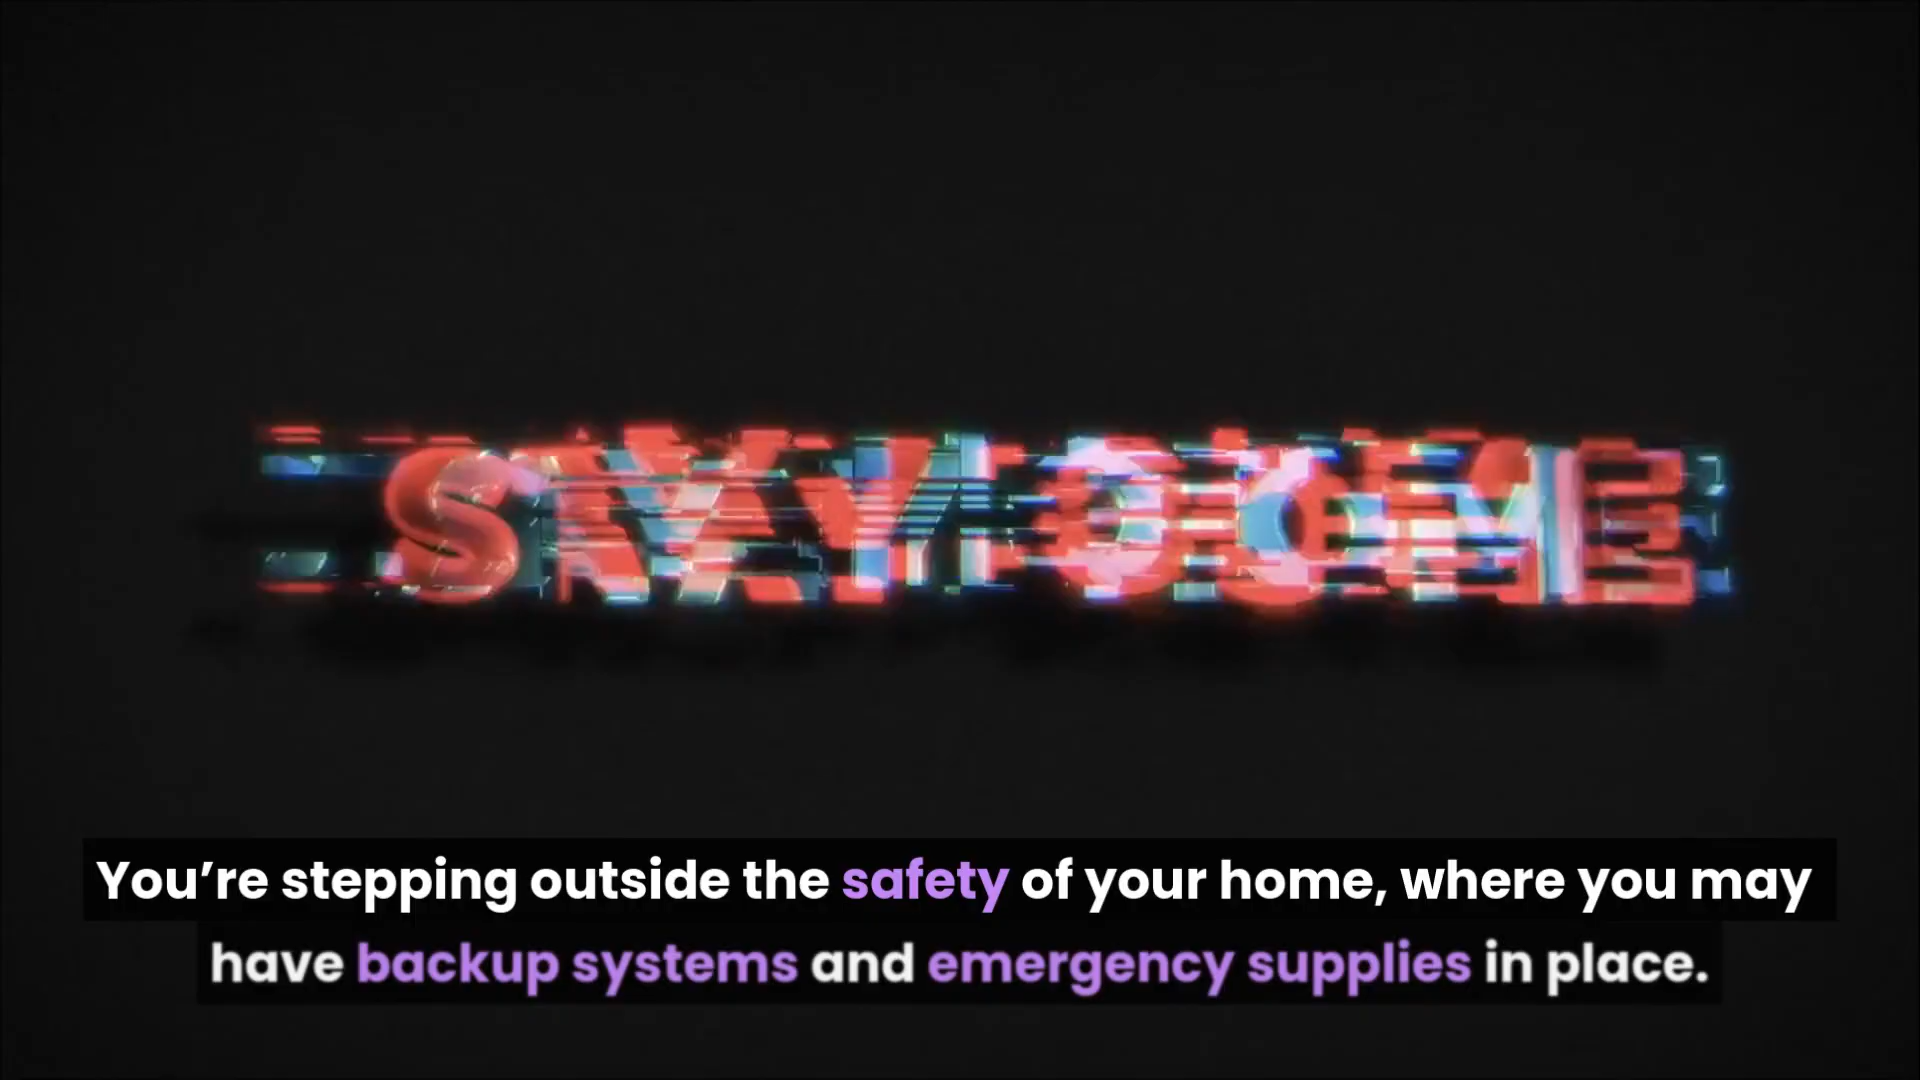 You’re stepping outside the safety of your home, where you may
have backup systems and emergency supplies in place.